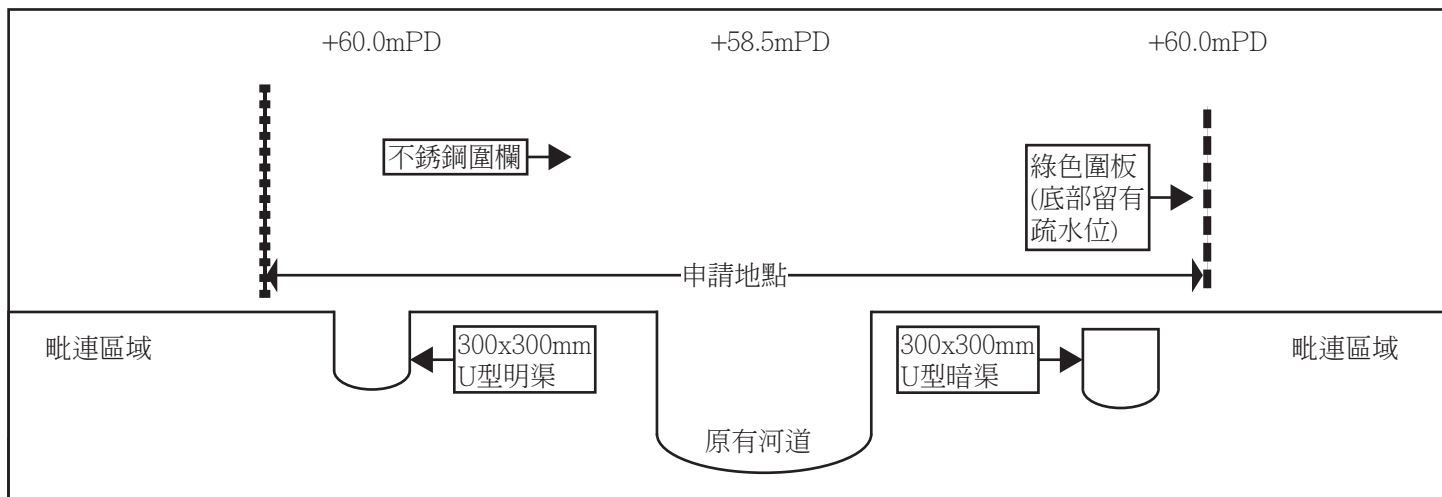 +60.0mPD
+58.5mPD
+60.0mPD
不銹鋼圍欄
綠色圍板
(底部留有
疏水位)
申請地點
毗連區域
300x300mm
U型明渠
300x300mm
U型暗渠
毗連區域
原有河道